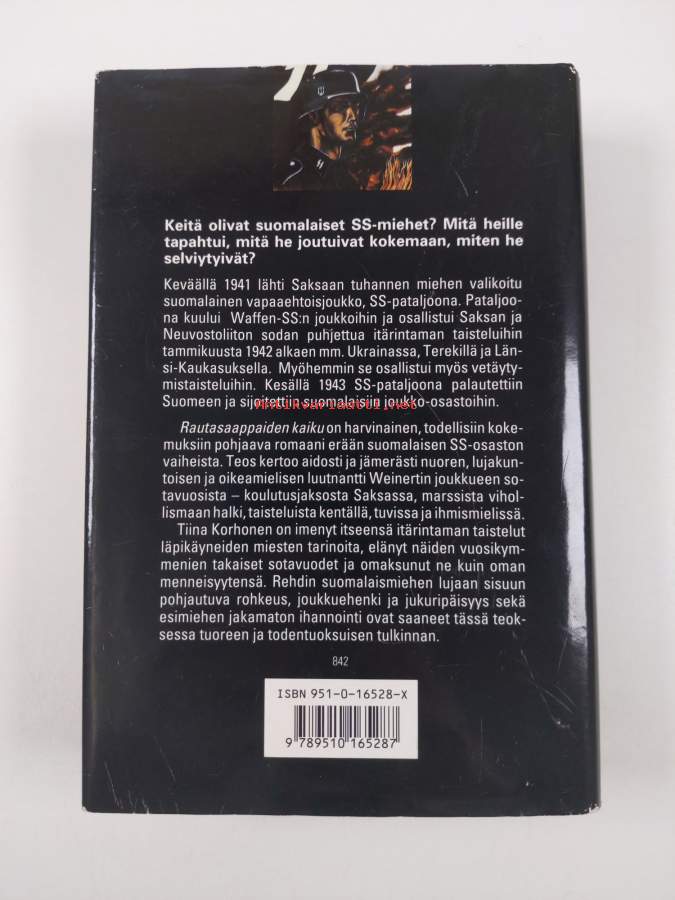 Keitä olivat suomalaiset SS-miehet? Mitä heille
tapahtui, mitä he joutuivat kokemaan, miten he
selviytyivät?
Keväällä 1941 lähti Saksaan tuhannen miehen valikoitu
suomalainen vapaaehtoisjoukko, SS-pataljoona. Pataljoo-
na kuului Waffen-SS:n joukkoihin ja osallistui Saksan ja
Neuvostoliiton sodan puhjettua itärintaman taisteluihin
tammikuusta 1942 alkaen mm. Ukrainassa, Terekillä ja Län-
si-Kaukasuksella. Myöhemmin se osallistui myös vetäyty-
mistaisteluihin. Kesällä 1943 SS-pataljoona palautettiin
Suomeen ja sijoitettiin suomalaisiin joukko-osastoihin.
Antikvariaatti.net
Rautasaappaiden kaiku on harvinainen, todellisiin koke-
muksiin pohjaava romaani erään suomalaisen SS-osaston
vaiheista. Teos kertoo aidosti ja jämerästi nuoren, lujakun-
toisen ja oikeamielisen luutnantti Weinertin joukkueen so-
tavuosista – koulutusjaksosta Saksassa, marssista vihol-
lismaan halki, taisteluista kentällä, tuvissa ja ihmismielissä.
Tiina Korhonen on imenyt itseensä itärintaman taistelut
läpikäyneiden miesten tarinoita, elänyt näiden vuosikym-
menien takaiset sotavuodet ja omaksunut ne kuin oman
menneisyytensä. Rehdin suomalaismiehen lujaan sisuun
pohjautuva rohkeus, joukkuehenki ja jukuripäisyys sekä
esimiehen jakamaton ihannointi ovat saaneet tässä teok-
sessa tuoreen ja todentuoksuisen tulkinnan.
842
ISBN 951-0-16528-X
9 789510 165287